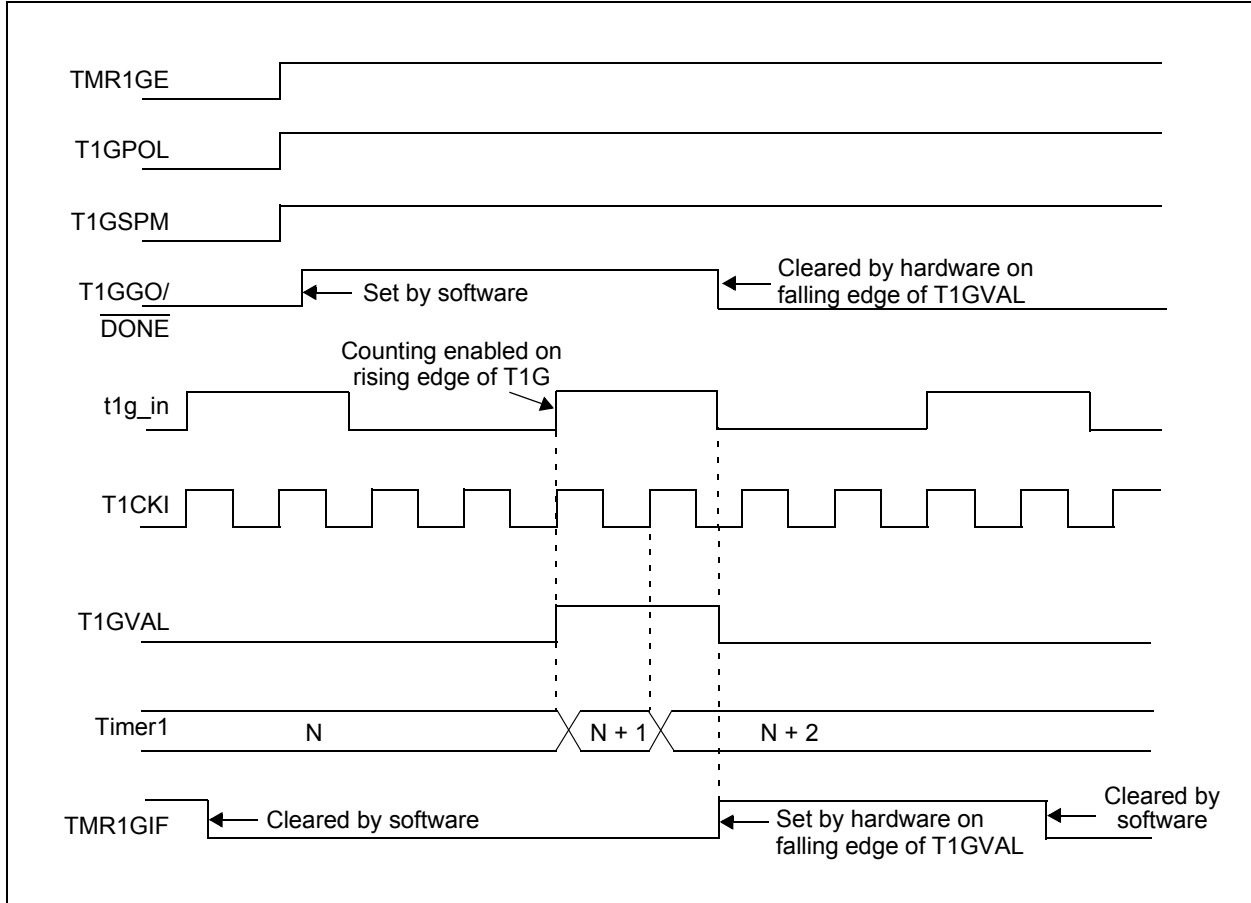 TMR1GE
T1GPOL
T1GSPM
T1GGO/
DONE
Set by software
Cleared by hardware on
falling edge of T1GVAL
Counting enabled on
rising edge of T1G
t1g_in
T1CKI
T1GVAL
Timer1
N
N + 1
N + 2
TMR1GIF
Cleared by software
Set by hardware on
falling edge of T1GVAL
Cleared by
software